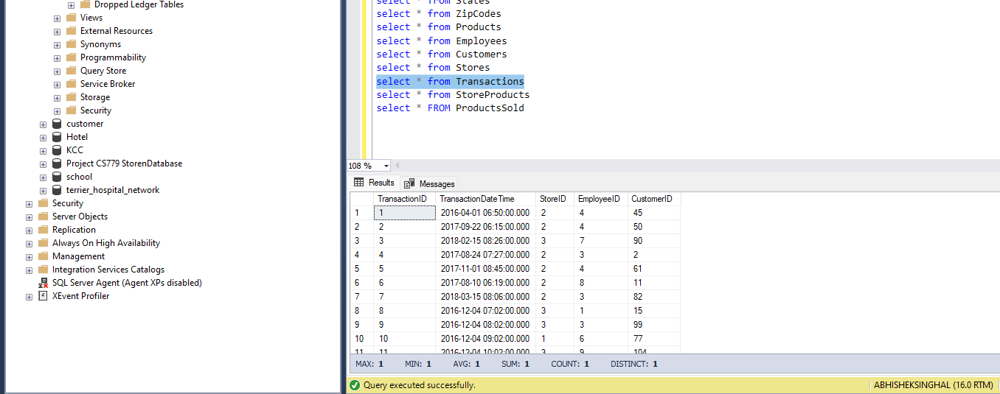 Dropped Ledger Tables
Views
External Resources
Synonyms
Programmability
Query Store
Service Broker
Storage
Security
customer
Hotel
KCC
Project CS779 StorenDatabase
school
terrier_hospital_network
Security
Server Objects
Replication
Always On High Availability
Management
Integration Services Catalogs
SQL Server Agent (Agent XPs disabled)
XEvent Profiler
select * from States
select * from ZipCodes
select * from Products
select * from Employees
select * from Customers
select * from Stores
select * from Transactions
select * from StoreProducts
select * FROM ProductsSold
108 %
Results Messages
TransactionID TransactionDateTime StoreID EmployeeID CustomerID
1 1 2016-04-01 06:50:00.000 2 4 45
2 2 2017-09-22 06:15:00.000 2 4 50
3 3 2018-02-15 08:26:00.000 3 7 90
4 4 2017-08-24 07:27:00.000 2 3 2
5 5 2017-11-01 08:45:00.000 2 4 61
6 6 2017-08-10 06:19:00.000 2 8 11
7 7 2018-03-15 08:06:00.000 2 3 82
8 8 2016-12-04 07:02:00.000 3 1 15
9 9 2016-12-04 08:02:00.000 3 3 99
10 10 2016-12-04 09:02:00.000 1 6 77
11 11 2016-12-04 10:02:00.000 3 9 104
MAX: 1 MIN: 1 AVG: 1 SUM: 1 COUNT: 1 DISTINCT: 1
Query executed successfully. ABHISHEKSINGHAL (16.0 RTM)